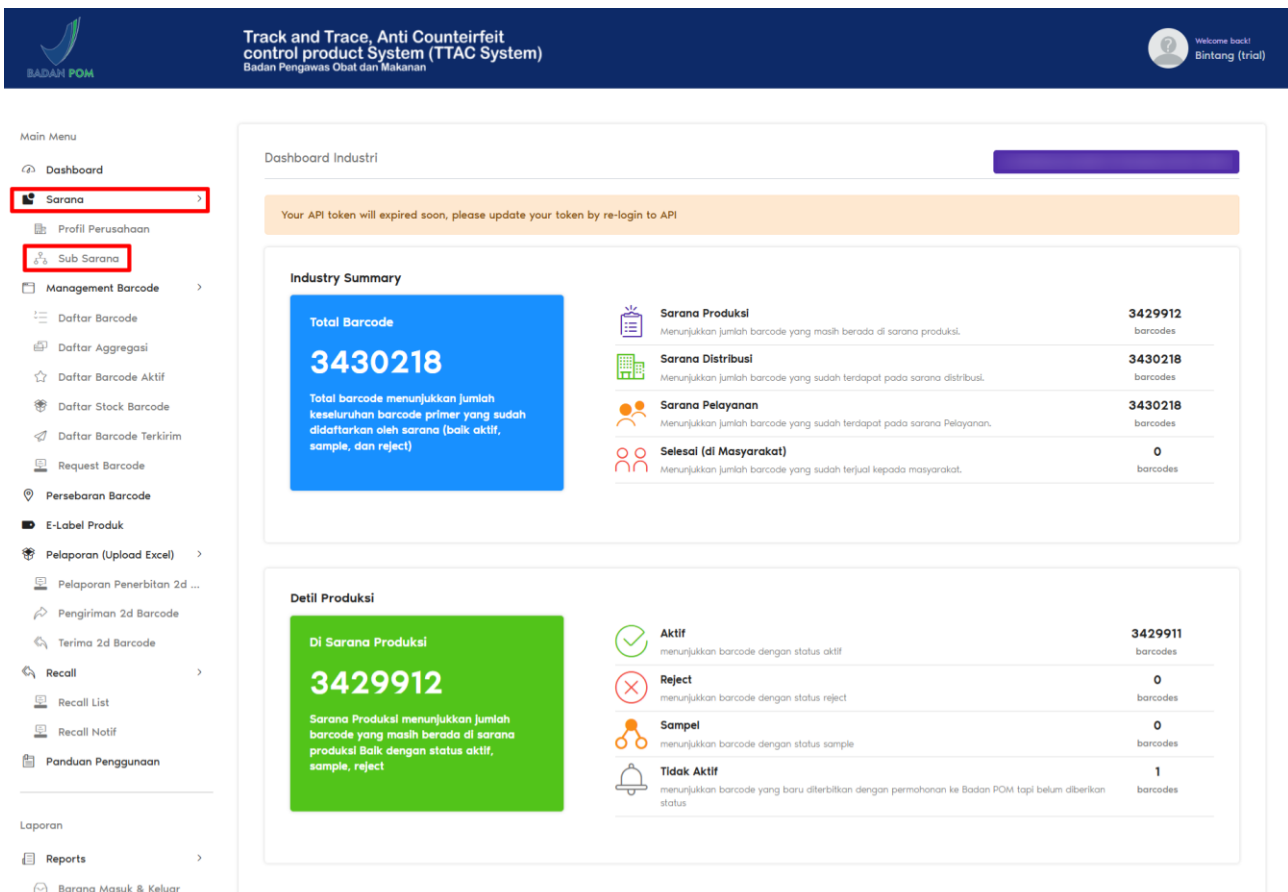 BADAN POM
Track and Trace, Anti Counteirfeit
control product System (TTAC System)
Badan Pengawas Obat dan Makanan
Welcome back!
Bintang (trial)
Main Menu
Dashboard
Sarana
Profil Perusahaan
Sub Sarana
Management Barcode
Daftar Barcode
Daftar Aggregasi
Daftar Barcode Aktif
Daftar Stock Barcode
Daftar Barcode Terkirim
Request Barcode
Persebaran Barcode
E-Label Produk
Pelaporan (Upload Excel)
Pelaporan Penerbitan 2d ...
Pengiriman 2d Barcode
Terima 2d Barcode
Recall
Recall List
Recall Notif
Panduan Penggunaan
Laporan
Reports
Barang Masuk & Keluar
Dashboard Industri
Your API token will expired soon, please update your token by re-login to API
Industry Summary
Total Barcode
3430218
Total barcode menunjukkan jumlah
keseluruhan barcode primer yang sudah
didaftarkan oleh sarana (baik aktif,
sample, dan reject)
Sarana Produksi
Menunjukkan jumlah barcode yang masih berada di sarana produksi.
3429912
barcodes
Sarana Distribusi
Menunjukkan jumlah barcode yang sudah terdapat pada sarana distribusi.
3430218
barcodes
Sarana Pelayanan
Menunjukkan jumlah barcode yang sudah terdapat pada sarana Pelayanan.
3430218
barcodes
Selesai (di Masyarakat)
Menunjukkan jumlah barcode yang sudah terjual kepada masyarakat.
0
barcodes
Detil Produksi
Di Sarana Produksi
3429912
Sarana Produksi menunjukkan jumlah
barcode yang masih berada di sarana
produksi Baik dengan status aktif,
sample, reject
Aktif
menunjukkan barcode dengan status aktif
3429911
barcodes
Reject
menunjukkan barcode dengan status reject
0
barcodes
Sampel
menunjukkan barcode dengan status sample
0
barcodes
Tidak Aktif
menunjukkan barcode yang baru diterbitkan dengan permohonan ke Badan POM tapi belum diberikan
status
1
barcodes